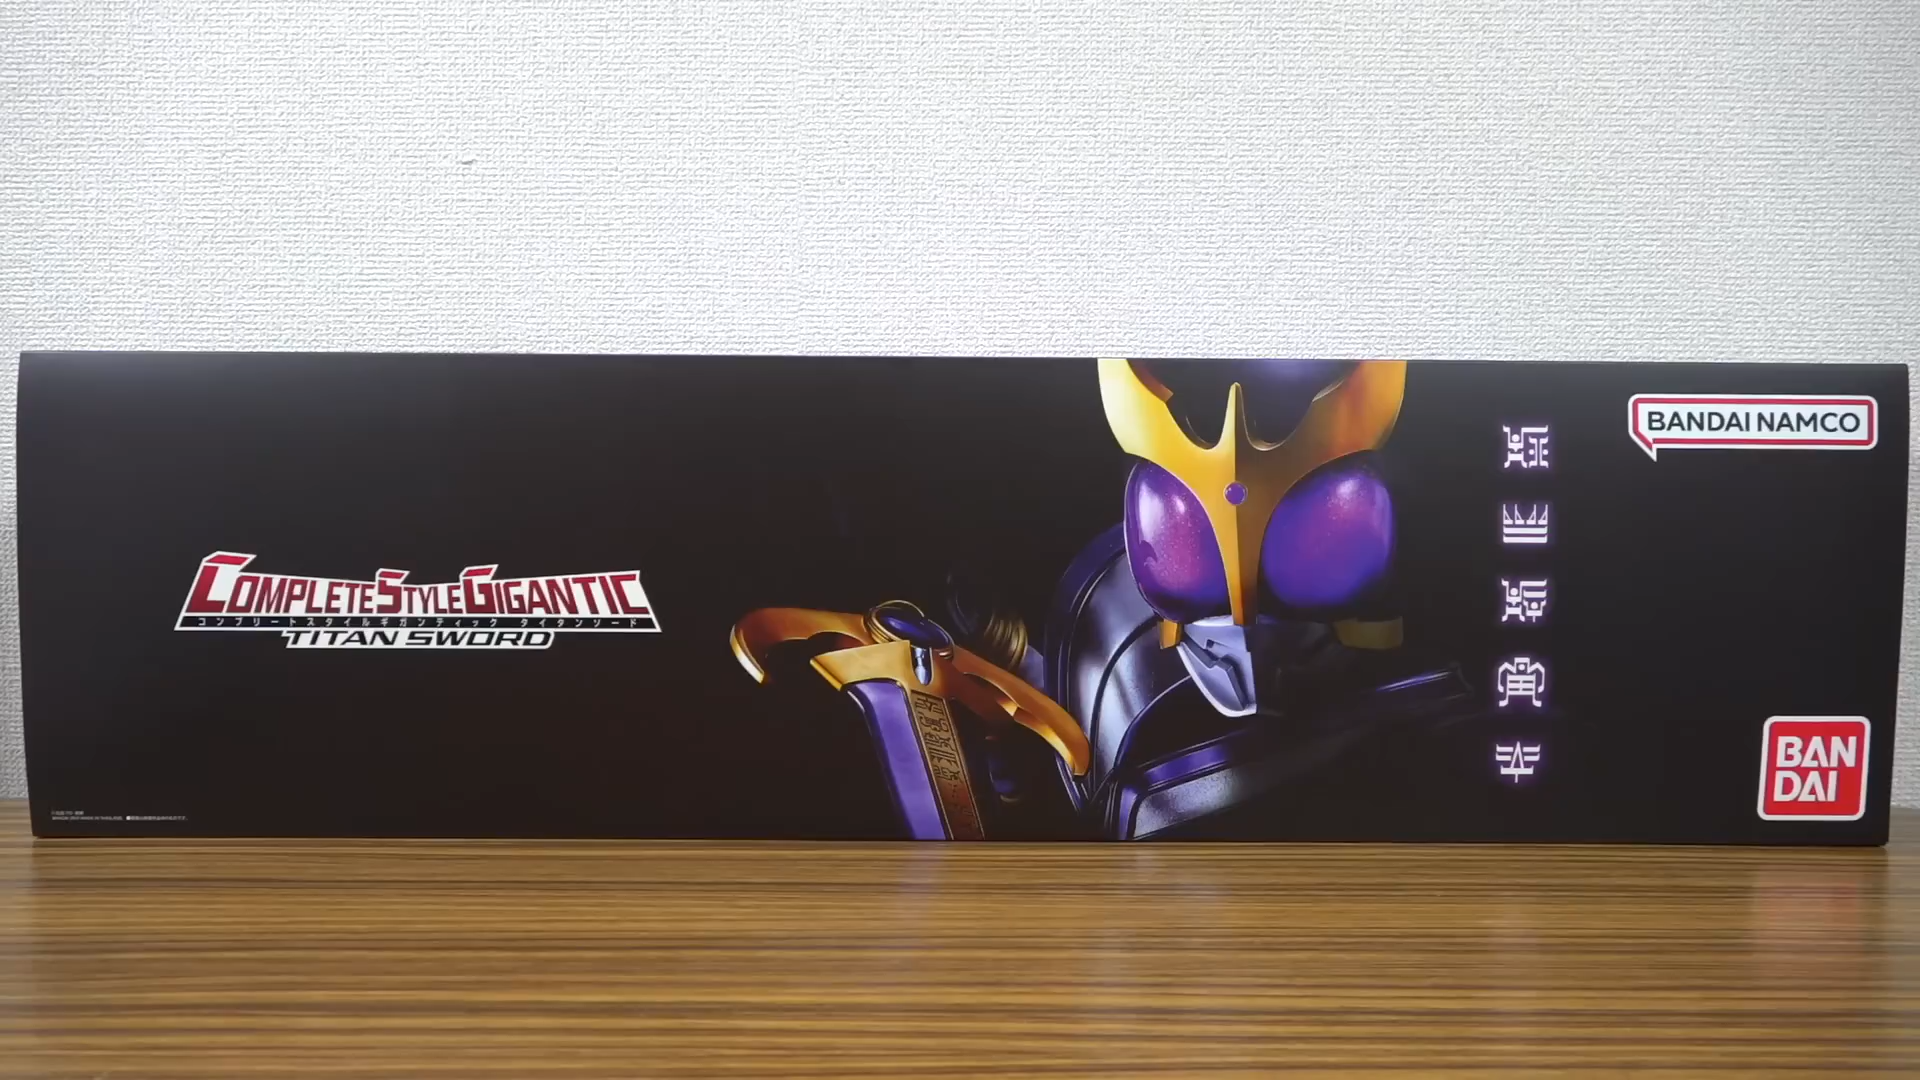 COMPLETE STYLE GIGANTIC
コンプリートスタイルギガンティック タイタンソード
TITAN SWORD
BANDAI NAMCO
BAN
DAI